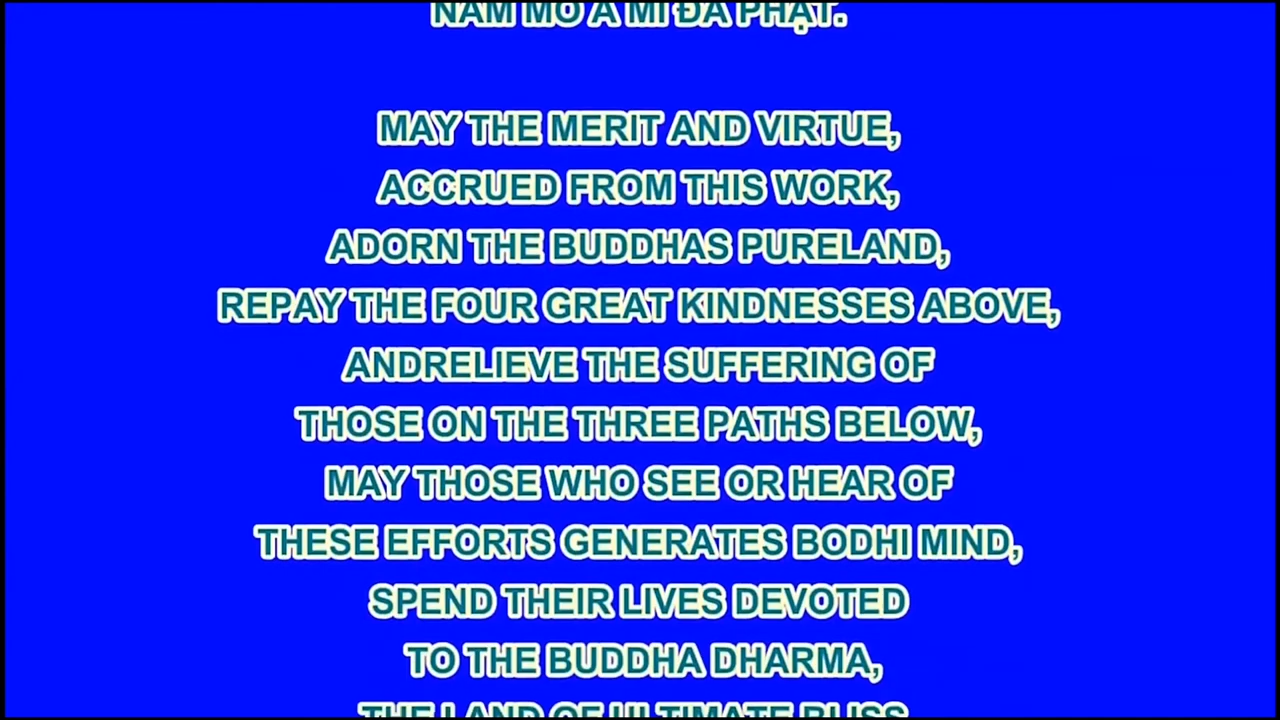 NAM MÔ A MI ĐÀ PHẬT.
MAY THE MERIT AND VIRTUE,
ACCRUED FROM THIS WORK,
ADORN THE BUDDHAS PURELAND,
REPAY THE FOUR GREAT KINDNESSES ABOVE,
ANDRELIEVE THE SUFFERING OF
THOSE ON THE THREE PATHS BELOW,
MAY THOSE WHO SEE OR HEAR OF
THESE EFFORTS GENERATES BODHI MIND,
SPEND THEIR LIVES DEVOTED
TO THE BUDDHA DHARMA,
THE LAND OF ULTIMATE BLISS